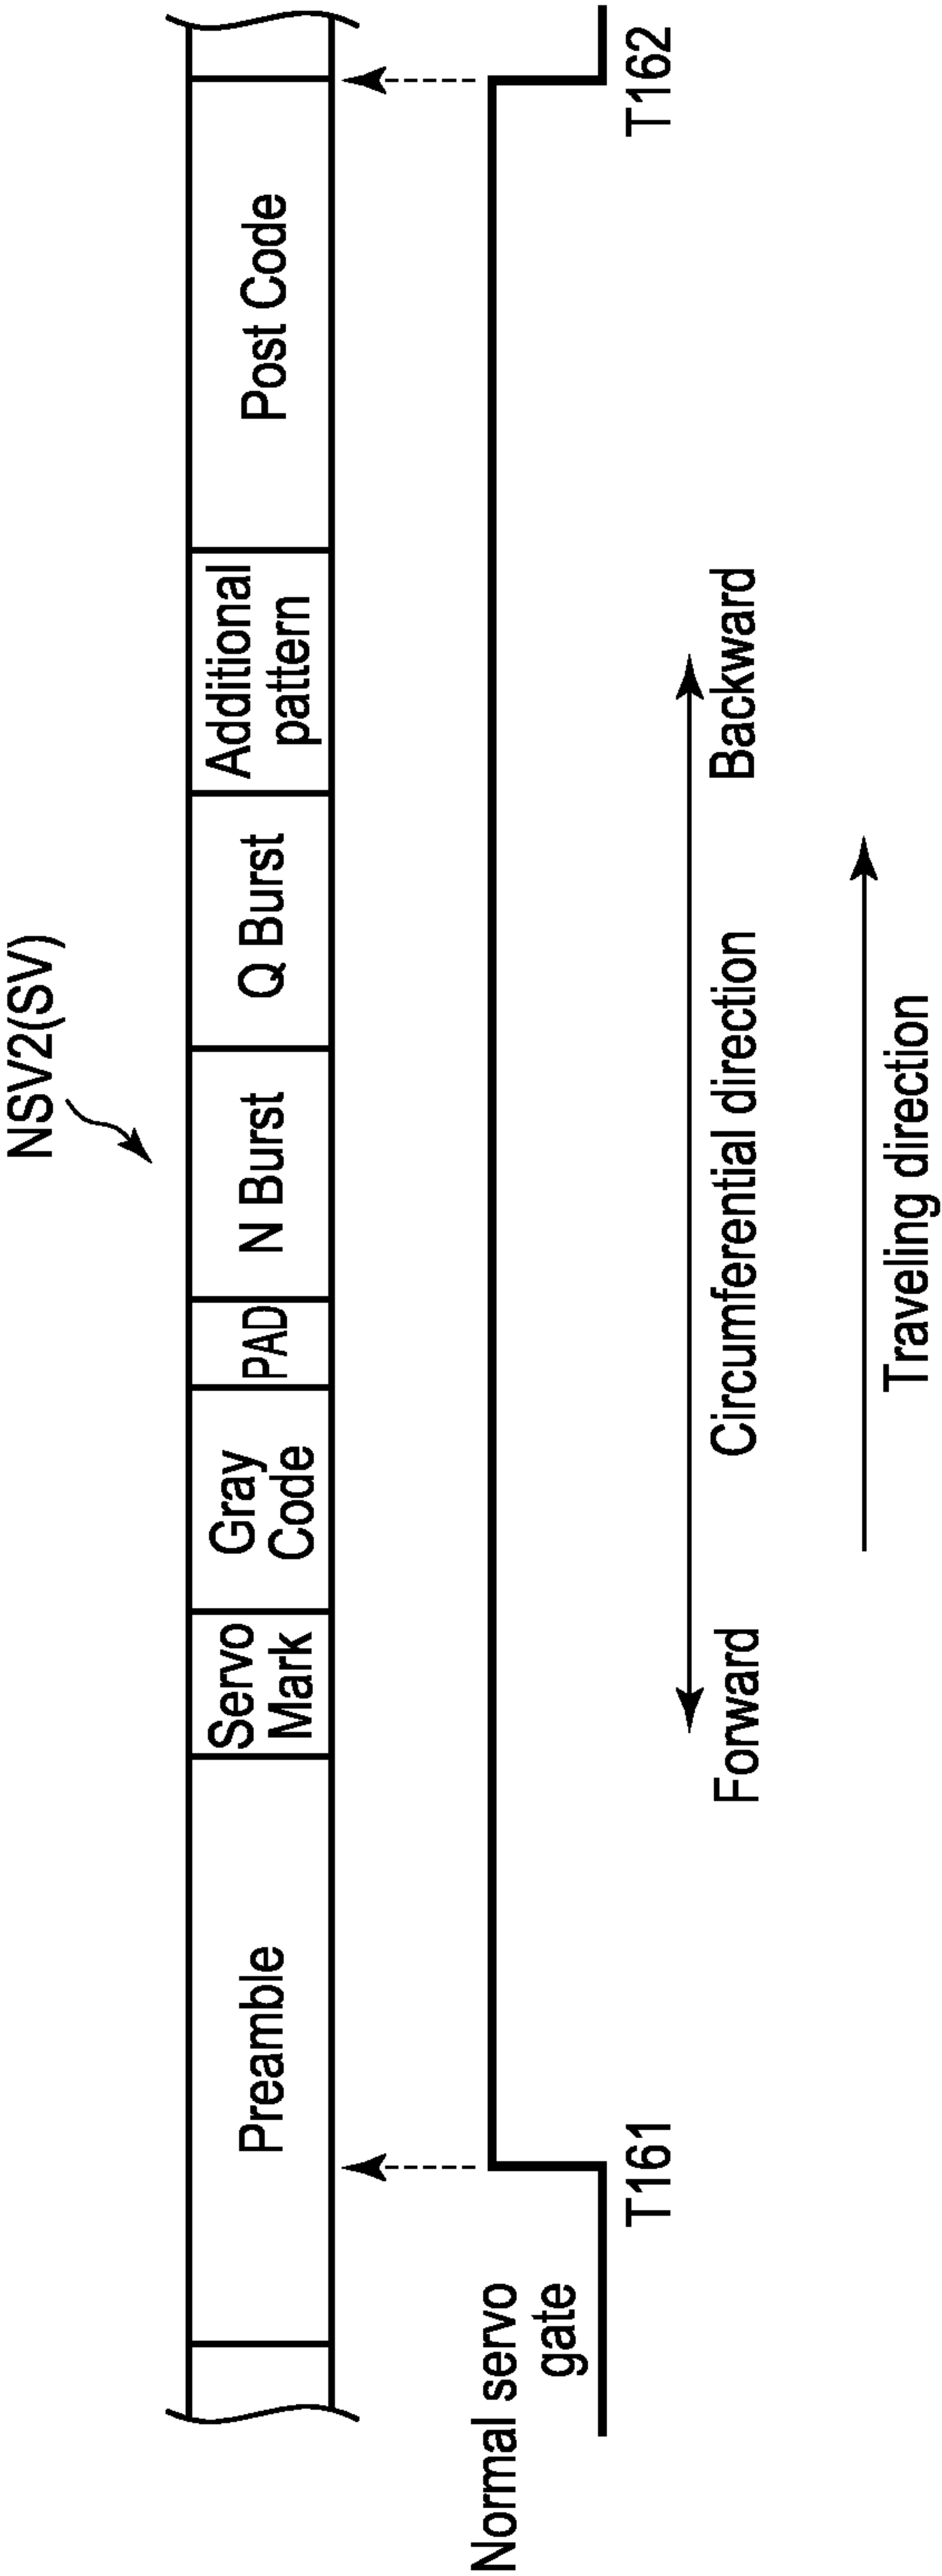 NSV2(SV)
Preamble
Servo
Mark
Gray
Code
PAD
N Burst
Q Burst
Additional
pattern
Post Code
Normal servo
gate
T161
T162
Forward
Circumferential direction
Backward
Traveling direction